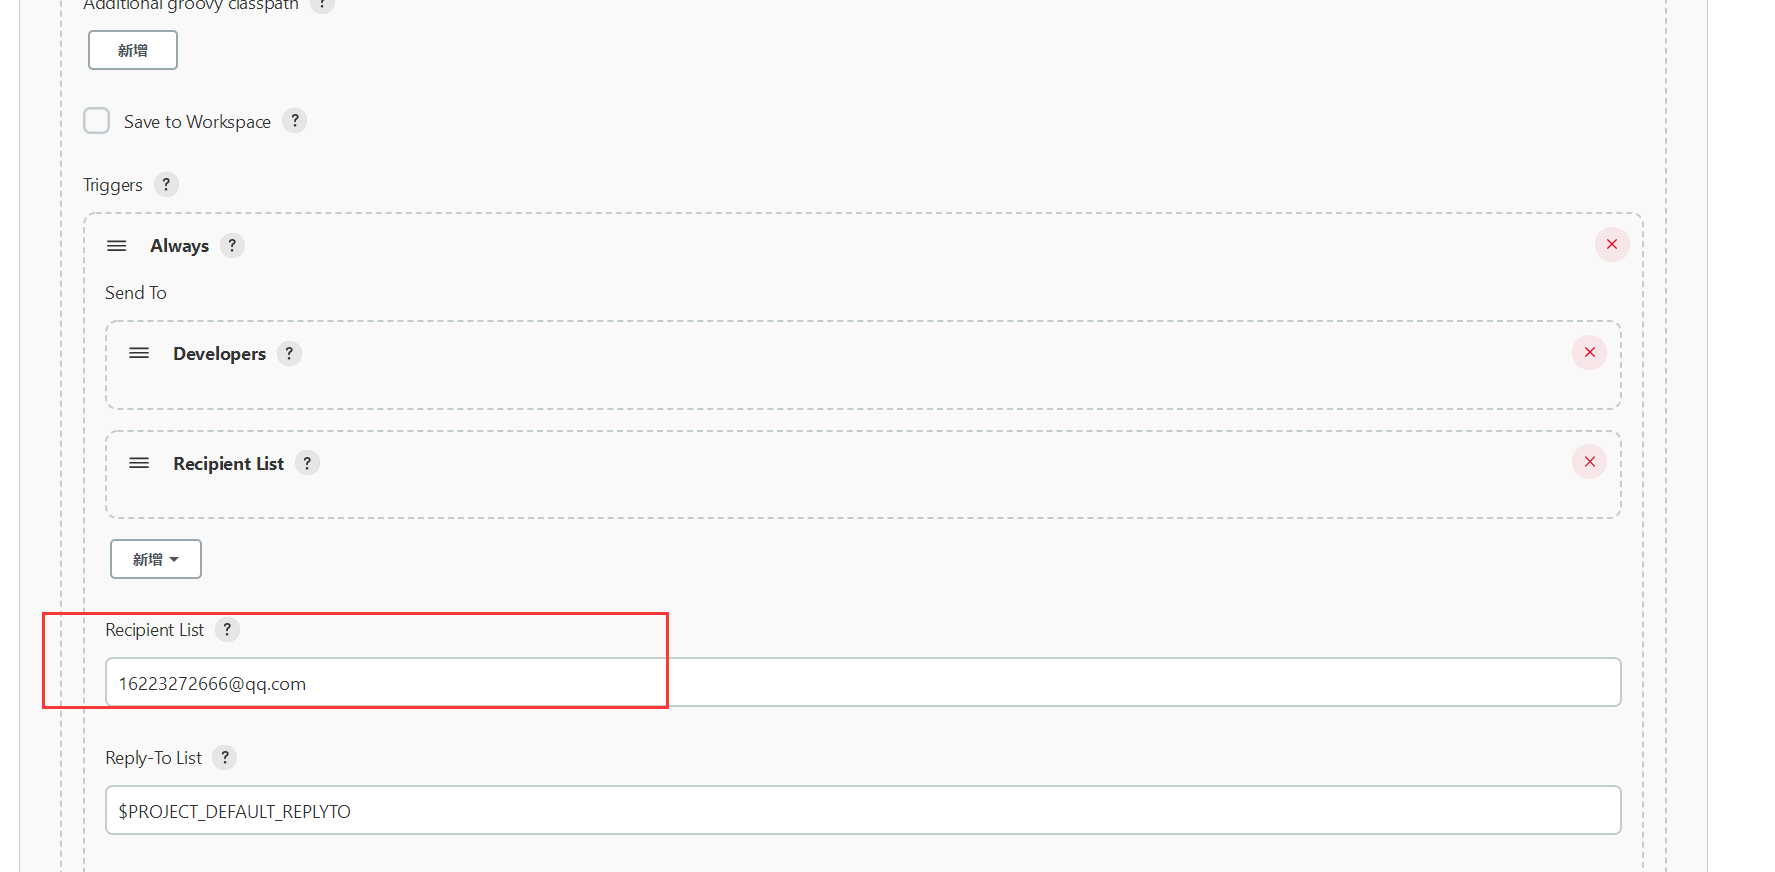 Additional groovy classpath ?
新增
Save to Workspace ?
Triggers ?
Always ?
Send To
Developers ?
Recipient List ?
新增
Recipient List ?
16223272666@qq.com
Reply-To List ?
$PROJECT_DEFAULT_REPLYTO